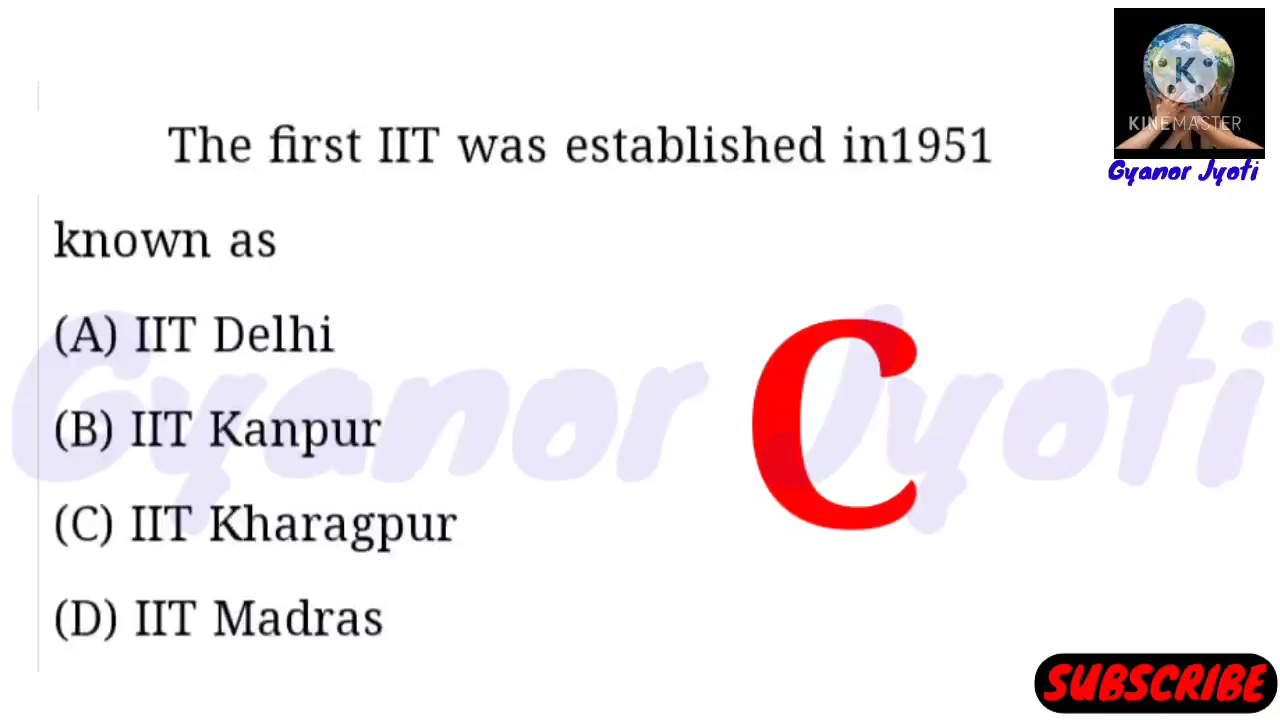 K
KINEMASTER
Gyanor Jyoti
The first IIT was established in1951
known as
(A) IIT Delhi
(B) IIT Kanpur
(C) IIT Kharagpur
(D) IIT Madras
C
Gyanor Jyoti
SUBSCRIBE